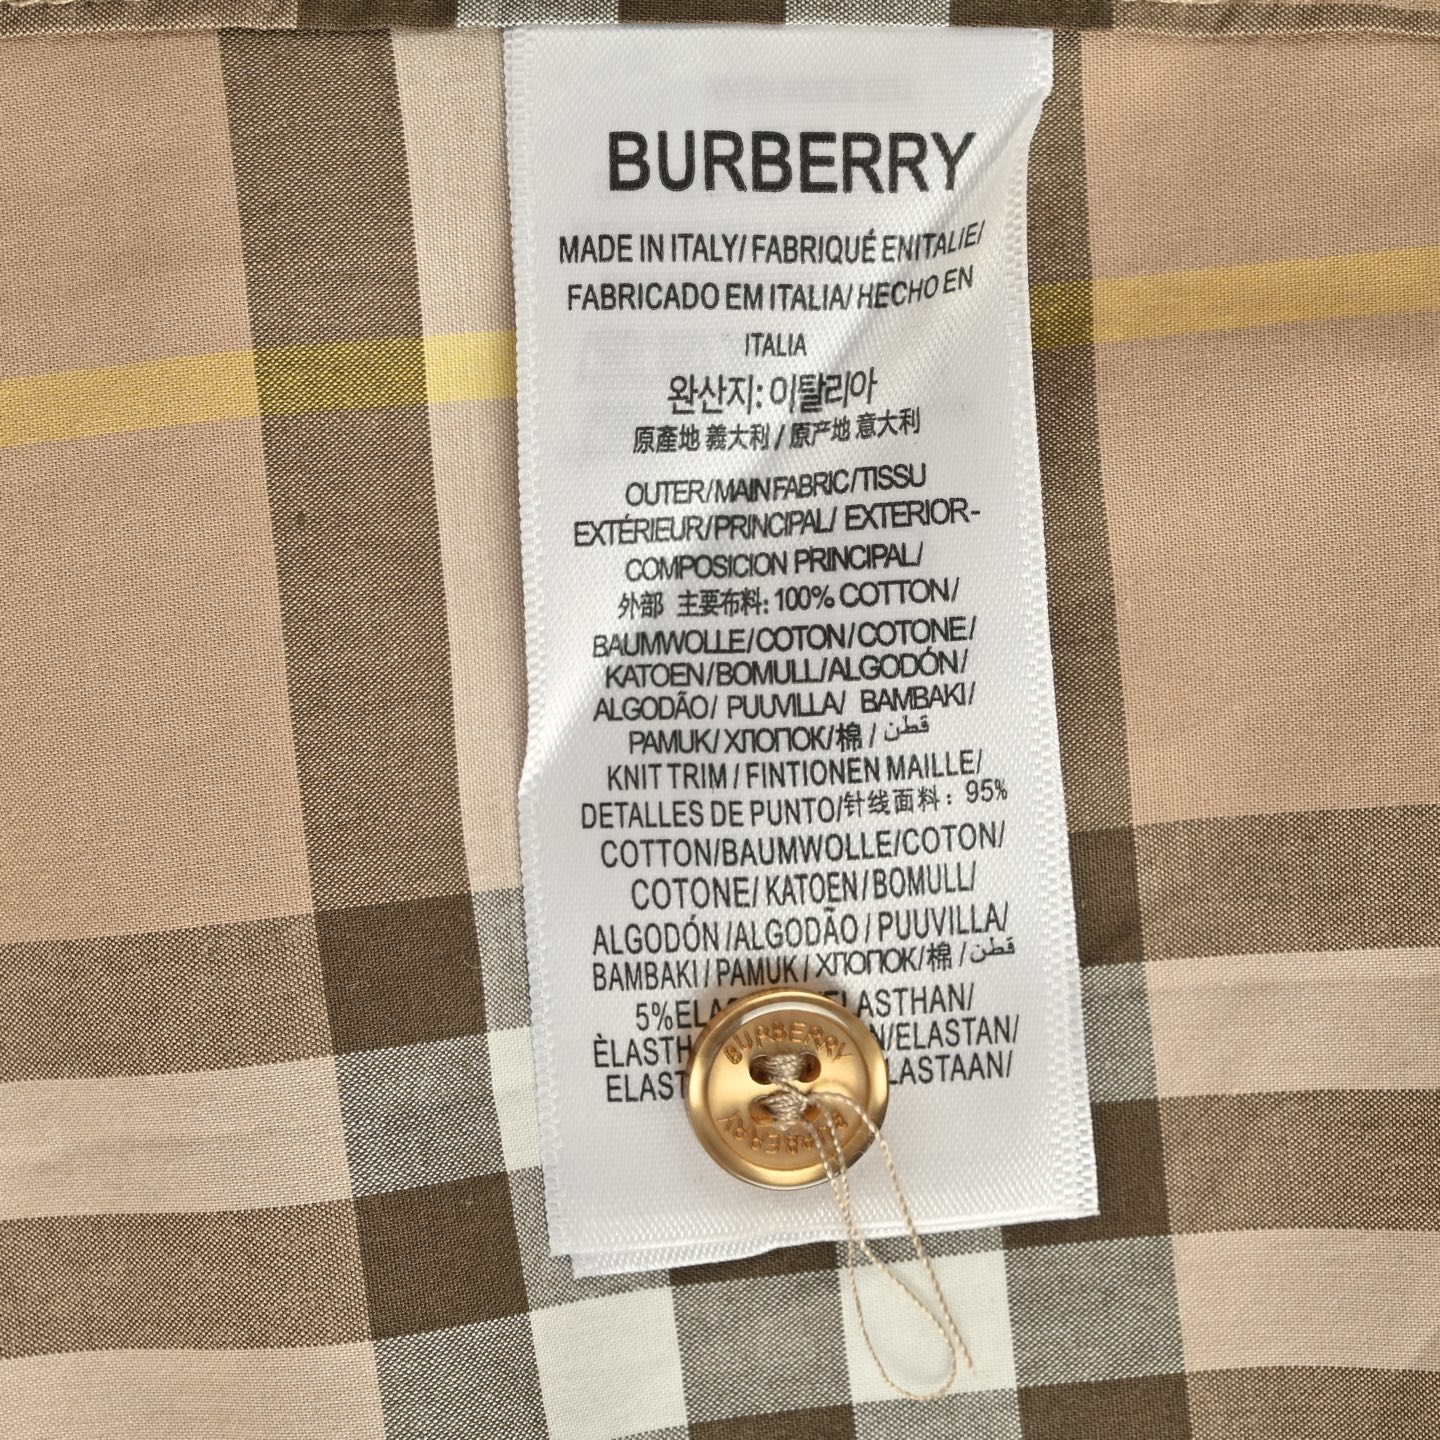 BURBERRY
MADE IN ITALY/ FABRIQUÉ ENITALIE/
FABRICADO EM ITALIA/ HECHO EN
ITALIA
완산지: 이탈리아
原產地 義大利 / 原产地 意大利
OUTER/MAIN FABRIC/TISSU
EXTÉRIEUR/PRINCIPAL/ EXTERIOR-
COMPOSICION PRINCIPAL/
外部 主要布料: 100% COTTON/
BAUMWOLLE/COTON/COTONE/
KATOEN/BOMULL/ALGODÓN/
ALGODÃO/ PUUVILLA/ BAMBAKI/
PAMUK/ ХЛОПОК/棉 / قطن
KNIT TRIM / FINTIONEN MAILLE/
DETALLES DE PUNTO/针线面料: 95%
COTTON/BAUMWOLLE/COTON/
COTONE/ KATOEN / BOMULL/
ALGODÓN /ALGODÃO / PUUVILLA/
BAMBAKI / PAMUK / ХЛОПОК/棉 /قطن
5% ELASTHAN/
/ELASTAN/
BURBERRY
BURBERRY